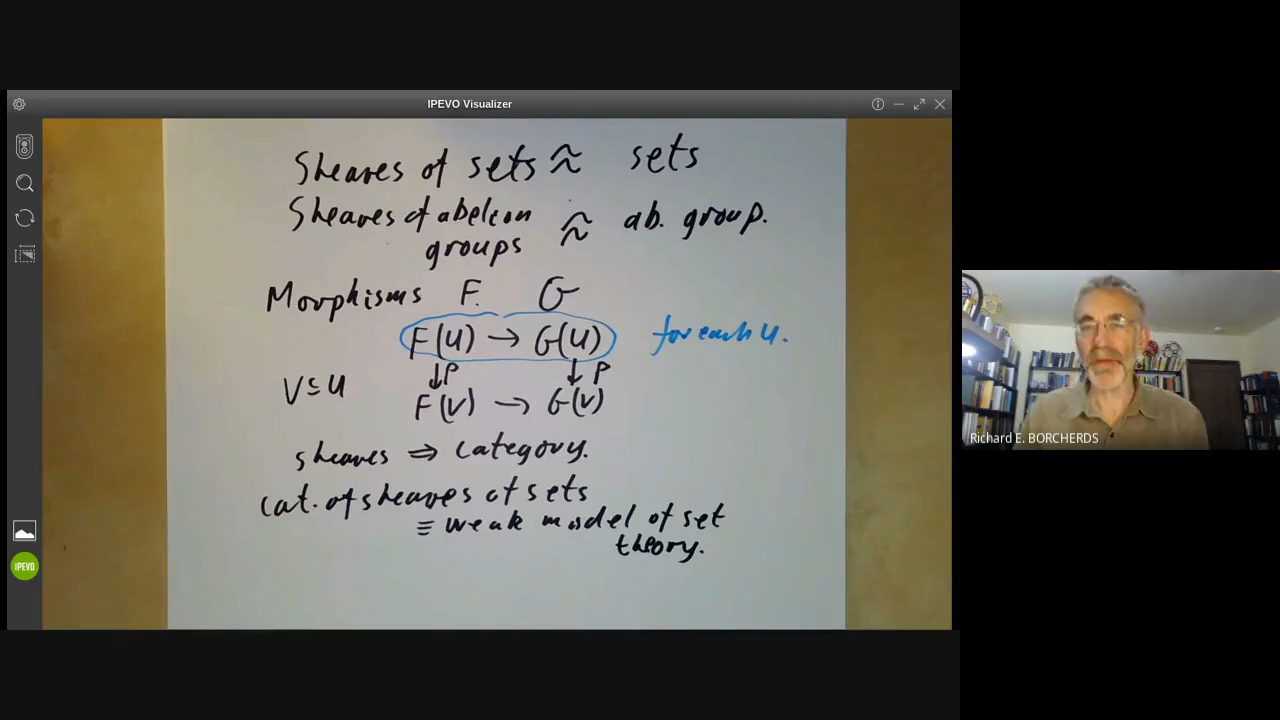 IPEVO Visualizer
Sheaves of sets ≈ sets
Sheaves of abelian ≈ ab. group.
groups
Morphisms F. G
F(U) → G(U) for each U.
↓ρ ↓ρ
V ⊆ U F(V) → G(V)
sheaves ⇒ category.
Cat. of sheaves of sets
≡ weak model of set
theory.
IPEVO
Richard E. BORCHERDS